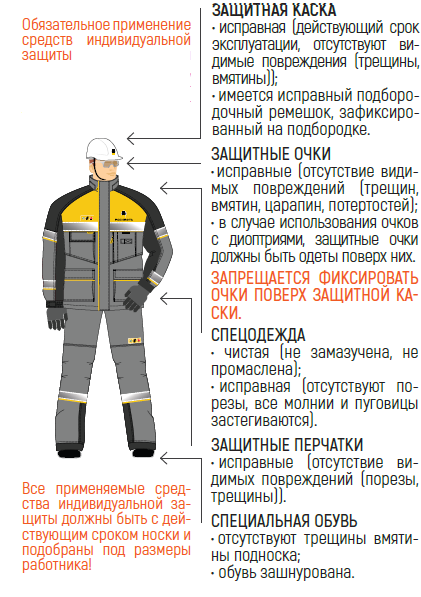 Обязательное применение
средств индивидуальной
защиты
ЗАЩИТНАЯ КАСКА
· исправная (действующий срок
эксплуатации, отсутствуют ви-
димые повреждения (трещины,
вмятины));
· имеется исправный подборо-
дочный ремешок, зафиксиро-
ванный на подбородке.
ЗАЩИТНЫЕ ОЧКИ
· исправные (отсутствие види-
мых повреждений (трещин,
вмятин, царапин, потертостей);
· в случае использования очков
с диоптриями, защитные очки
должны быть одеты поверх них.
ЗАПРЕЩАЕТСЯ ФИКСИРОВАТЬ
ОЧКИ ПОВЕРХ ЗАЩИТНОЙ КА-
СКИ.
СПЕЦОДЕЖДА
· чистая (не замазучена, не
промаслена);
· исправная (отсутствуют по-
резы, все молнии и пуговицы
застегиваются).
ЗАЩИТНЫЕ ПЕРЧАТКИ
· исправные (отсутствие ви-
димых повреждений (порезы,
трещины)).
СПЕЦИАЛЬНАЯ ОБУВЬ
· отсутствуют трещины вмяти-
ны подноска;
· обувь зашнурована.
Все применяемые сред-
ства индивидуальной за-
щиты должны быть с дей-
ствующим сроком носки и
подобраны под размеры
работника!